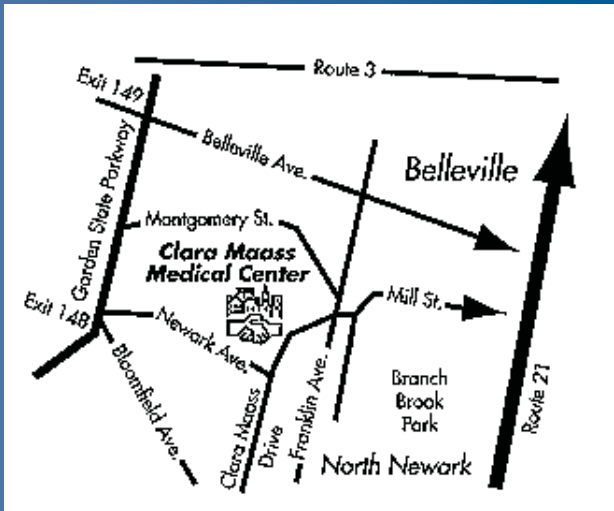 Route 3
Exit 149
Belleville Ave.
Belleville
Garden State Parkway
Montgomery St.
Clara Maass
Medical Center
Exit 148
Newark Ave.
Mill St.
Bloomfield Ave.
Clara Maass
Drive
Franklin Ave.
Branch
Brook
Park
Route 21
North Newark